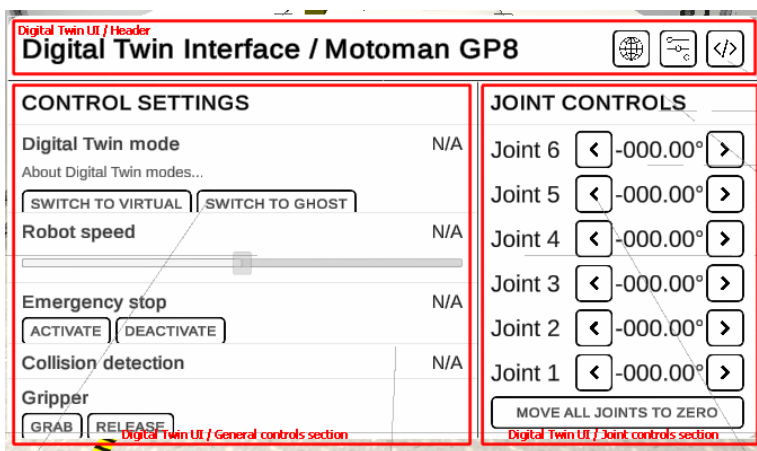 Digital Twin UI / Header
Digital Twin Interface / Motoman GP8
</>
CONTROL SETTINGS
Digital Twin mode N/A
About Digital Twin modes...
SWITCH TO VIRTUAL SWITCH TO GHOST
Robot speed N/A
Emergency stop N/A
ACTIVATE DEACTIVATE
Collision detection N/A
Gripper
GRAB RELEASE
Digital Twin UI / General controls section
JOINT CONTROLS
Joint 6 < -000.00° >
Joint 5 < -000.00° >
Joint 4 < -000.00° >
Joint 3 < -000.00° >
Joint 2 < -000.00° >
Joint 1 < -000.00° >
MOVE ALL JOINTS TO ZERO
Digital Twin UI / Joint controls section